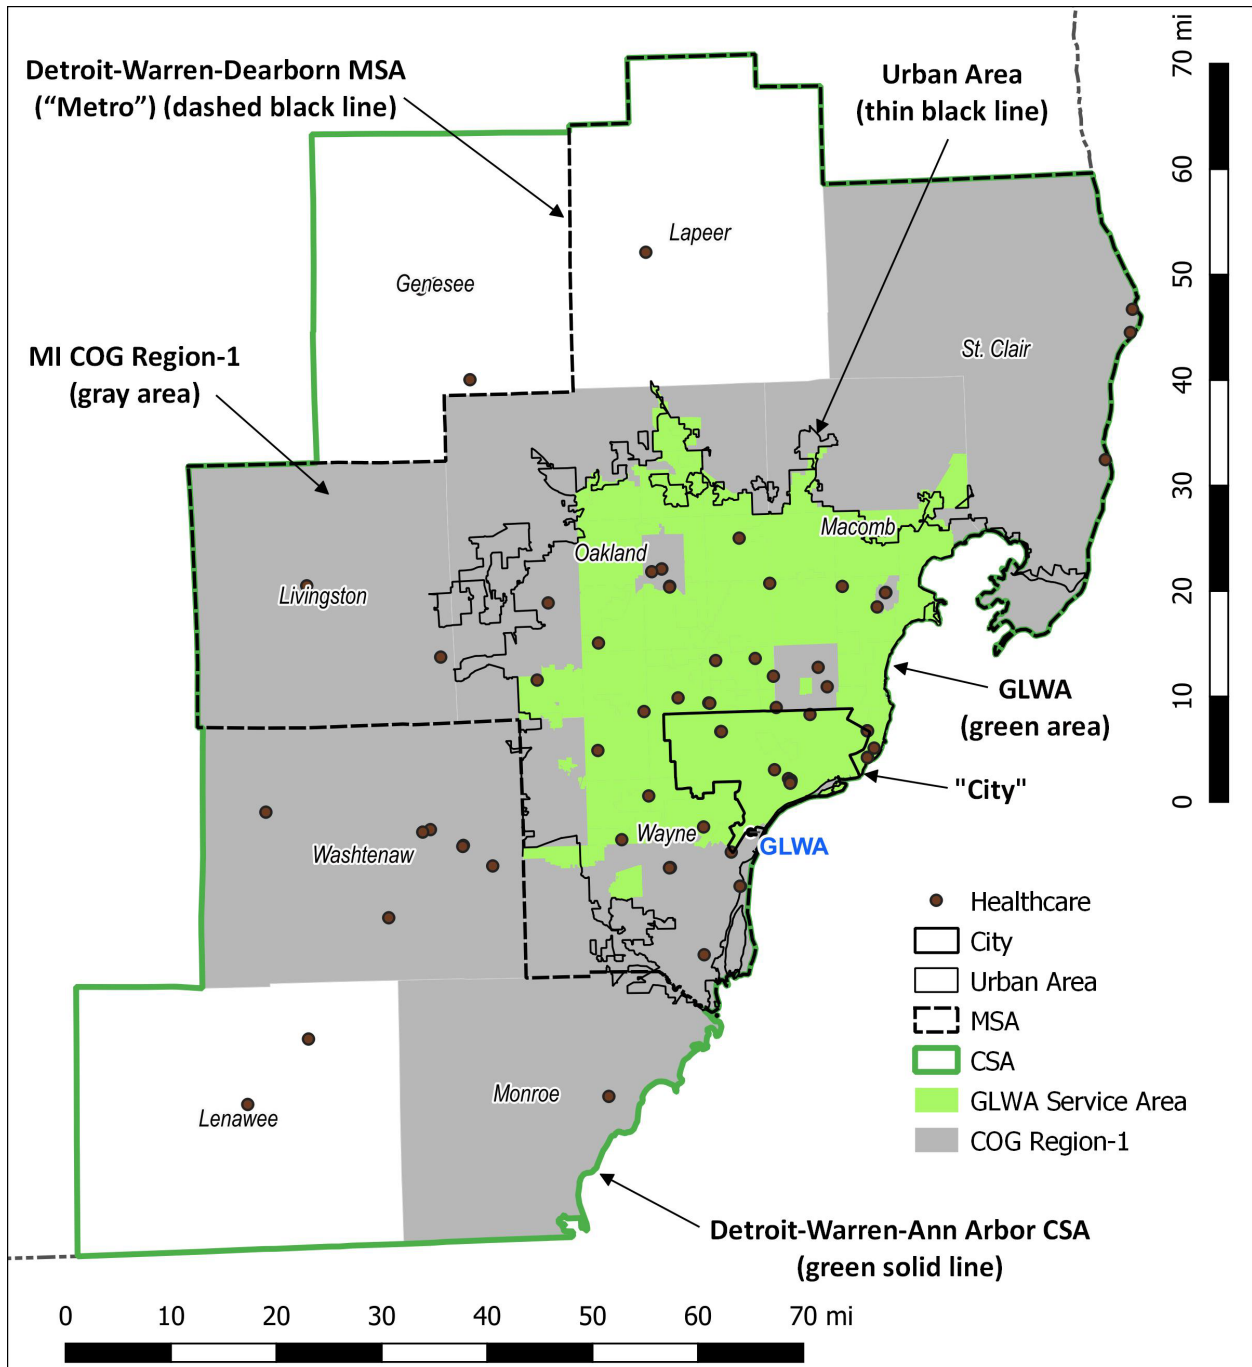 Detroit-Warren-Dearborn MSA
(“Metro”) (dashed black line)
Urban Area
(thin black line)
70 mi
60
50
40
30
20
10
0
Lapeer
Genesee
St. Clair
MI COG Region-1
(gray area)
Macomb
Oakland
Livingston
GLWA
(green area)
"City"
Wayne
GLWA
Washtenaw
Healthcare
City
Urban Area
MSA
CSA
GLWA Service Area
COG Region-1
Monroe
Lenawee
Detroit-Warren-Ann Arbor CSA
(green solid line)
0 10 20 30 40 50 60 70 mi